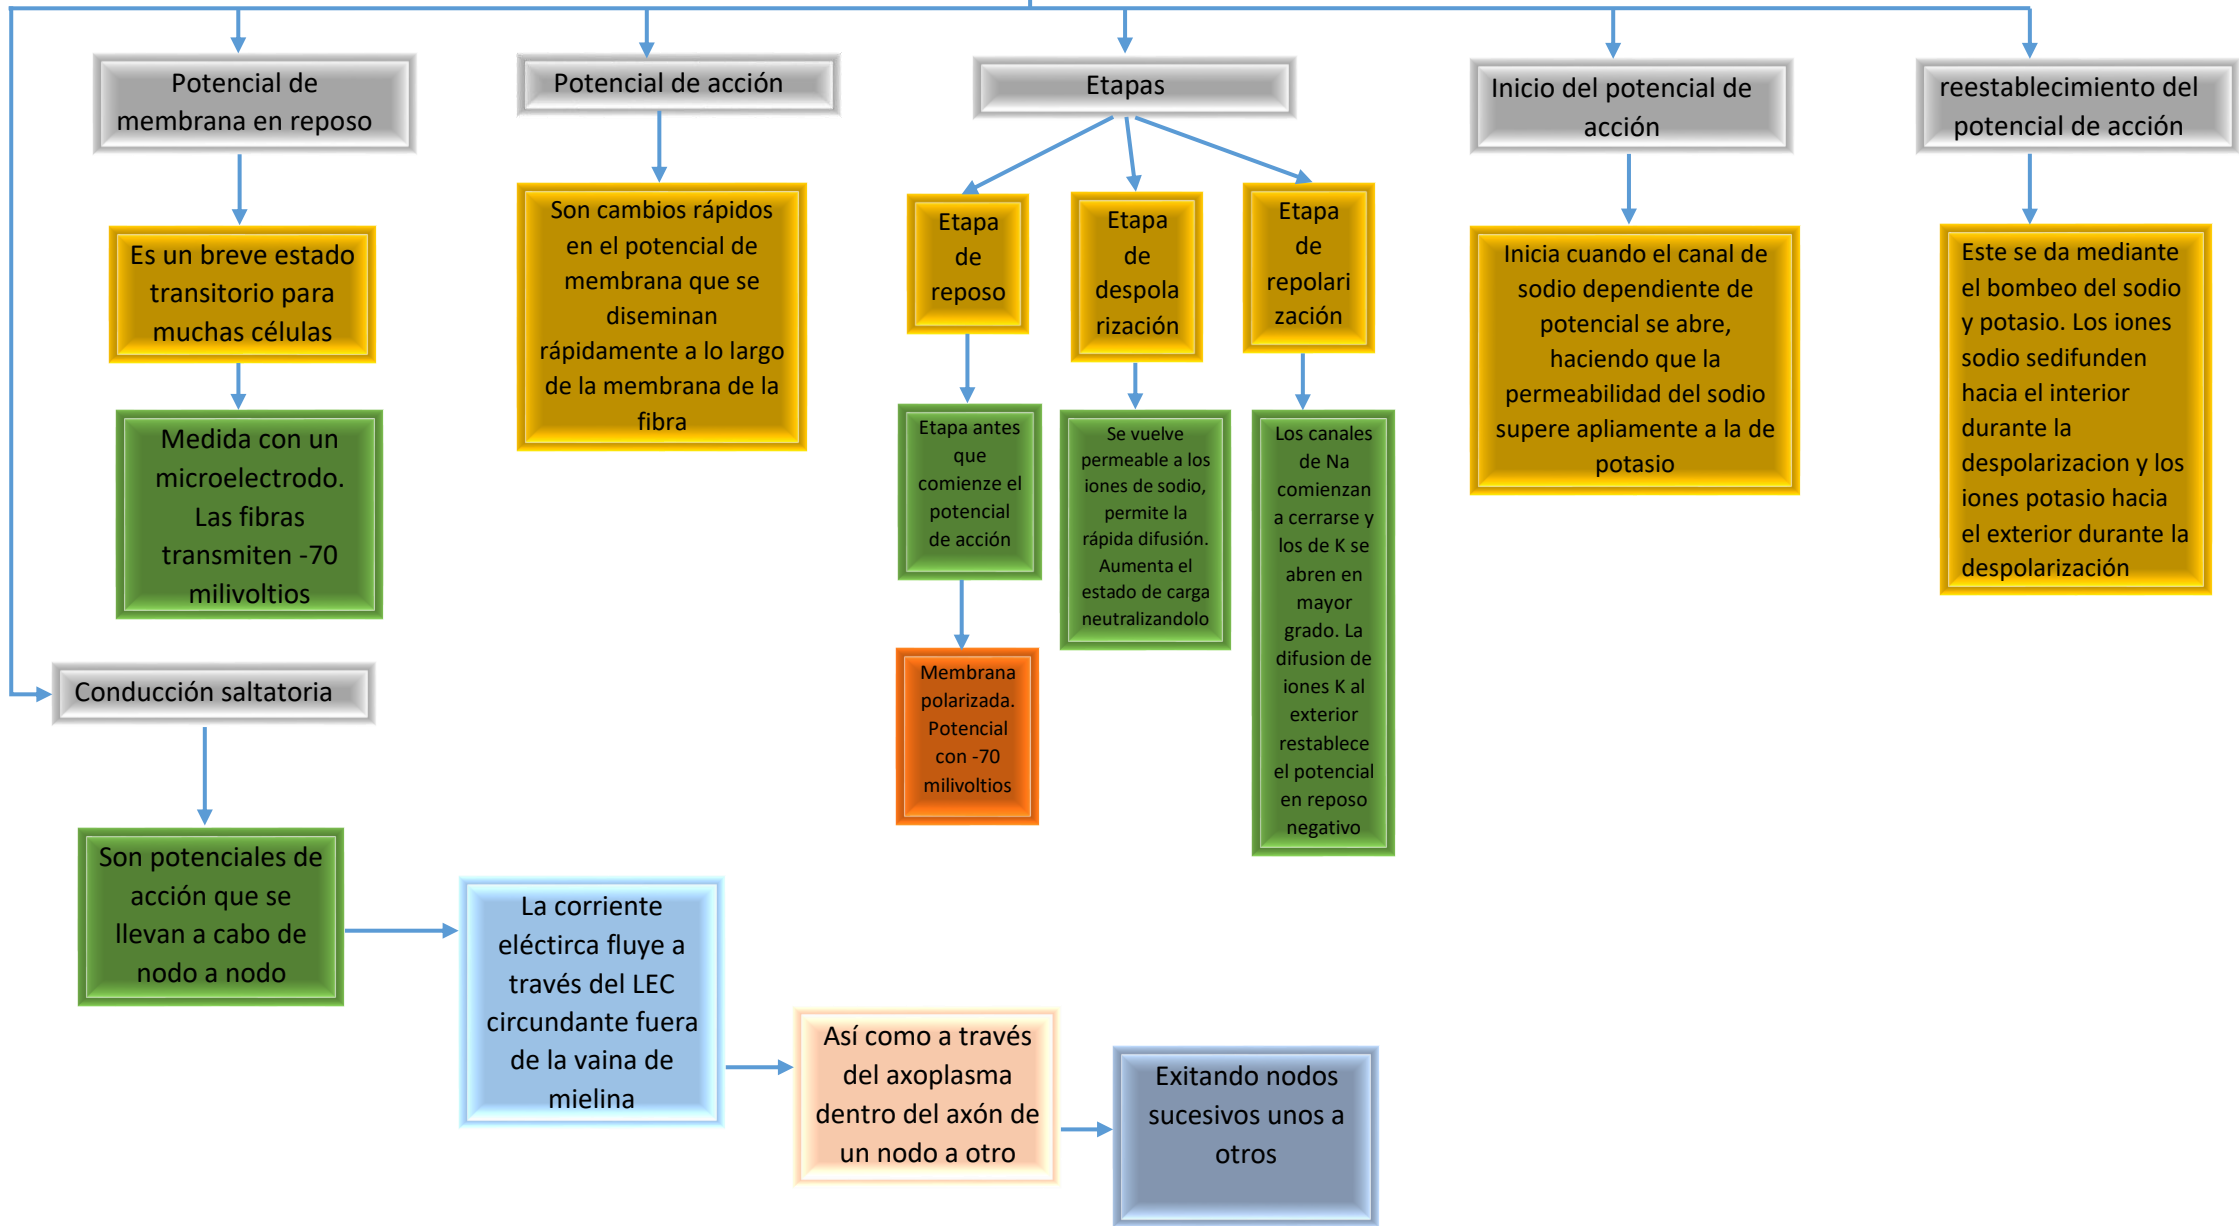 Potencial de
membrana en reposo
Es un breve estado
transitorio para
muchas células
Medida con un
microelectrodo.
Las fibras
transmiten -70
milivoltios
Potencial de acción
Son cambios rápidos
en el potencial de
membrana que se
diseminan
rápidamente a lo largo
de la membrana de la
fibra
Etapas
Etapa
de
reposo
Etapa antes
que
comienze el
potencial
de acción
Membrana
polarizada.
Potencial
con -70
milivoltios
Etapa
de
despola
rización
Se vuelve
permeable a los
iones de sodio,
permite la
rápida difusión.
Aumenta el
estado de carga
neutralizandolo
Etapa
de
repolari
zación
Los canales
de Na
comienzan
a cerrarse y
los de K se
abren en
mayor
grado. La
difusion de
iones K al
exterior
restablece
el potencial
en reposo
negativo
Inicio del potencial de
acción
Inicia cuando el canal de
sodio dependiente de
potencial se abre,
haciendo que la
permeabilidad del sodio
supere apliamente a la de
potasio
reestablecimiento del
potencial de acción
Este se da mediante
el bombeo del sodio
y potasio. Los iones
sodio sedifunden
hacia el interior
durante la
despolarizacion y los
iones potasio hacia
el exterior durante la
despolarización
Conducción saltatoria
Son potenciales de
acción que se
llevan a cabo de
nodo a nodo
La corriente
eléctirca fluye a
través del LEC
circundante fuera
de la vaina de
mielina
Así como a través
del axoplasma
dentro del axón de
un nodo a otro
Exitando nodos
sucesivos unos a
otros